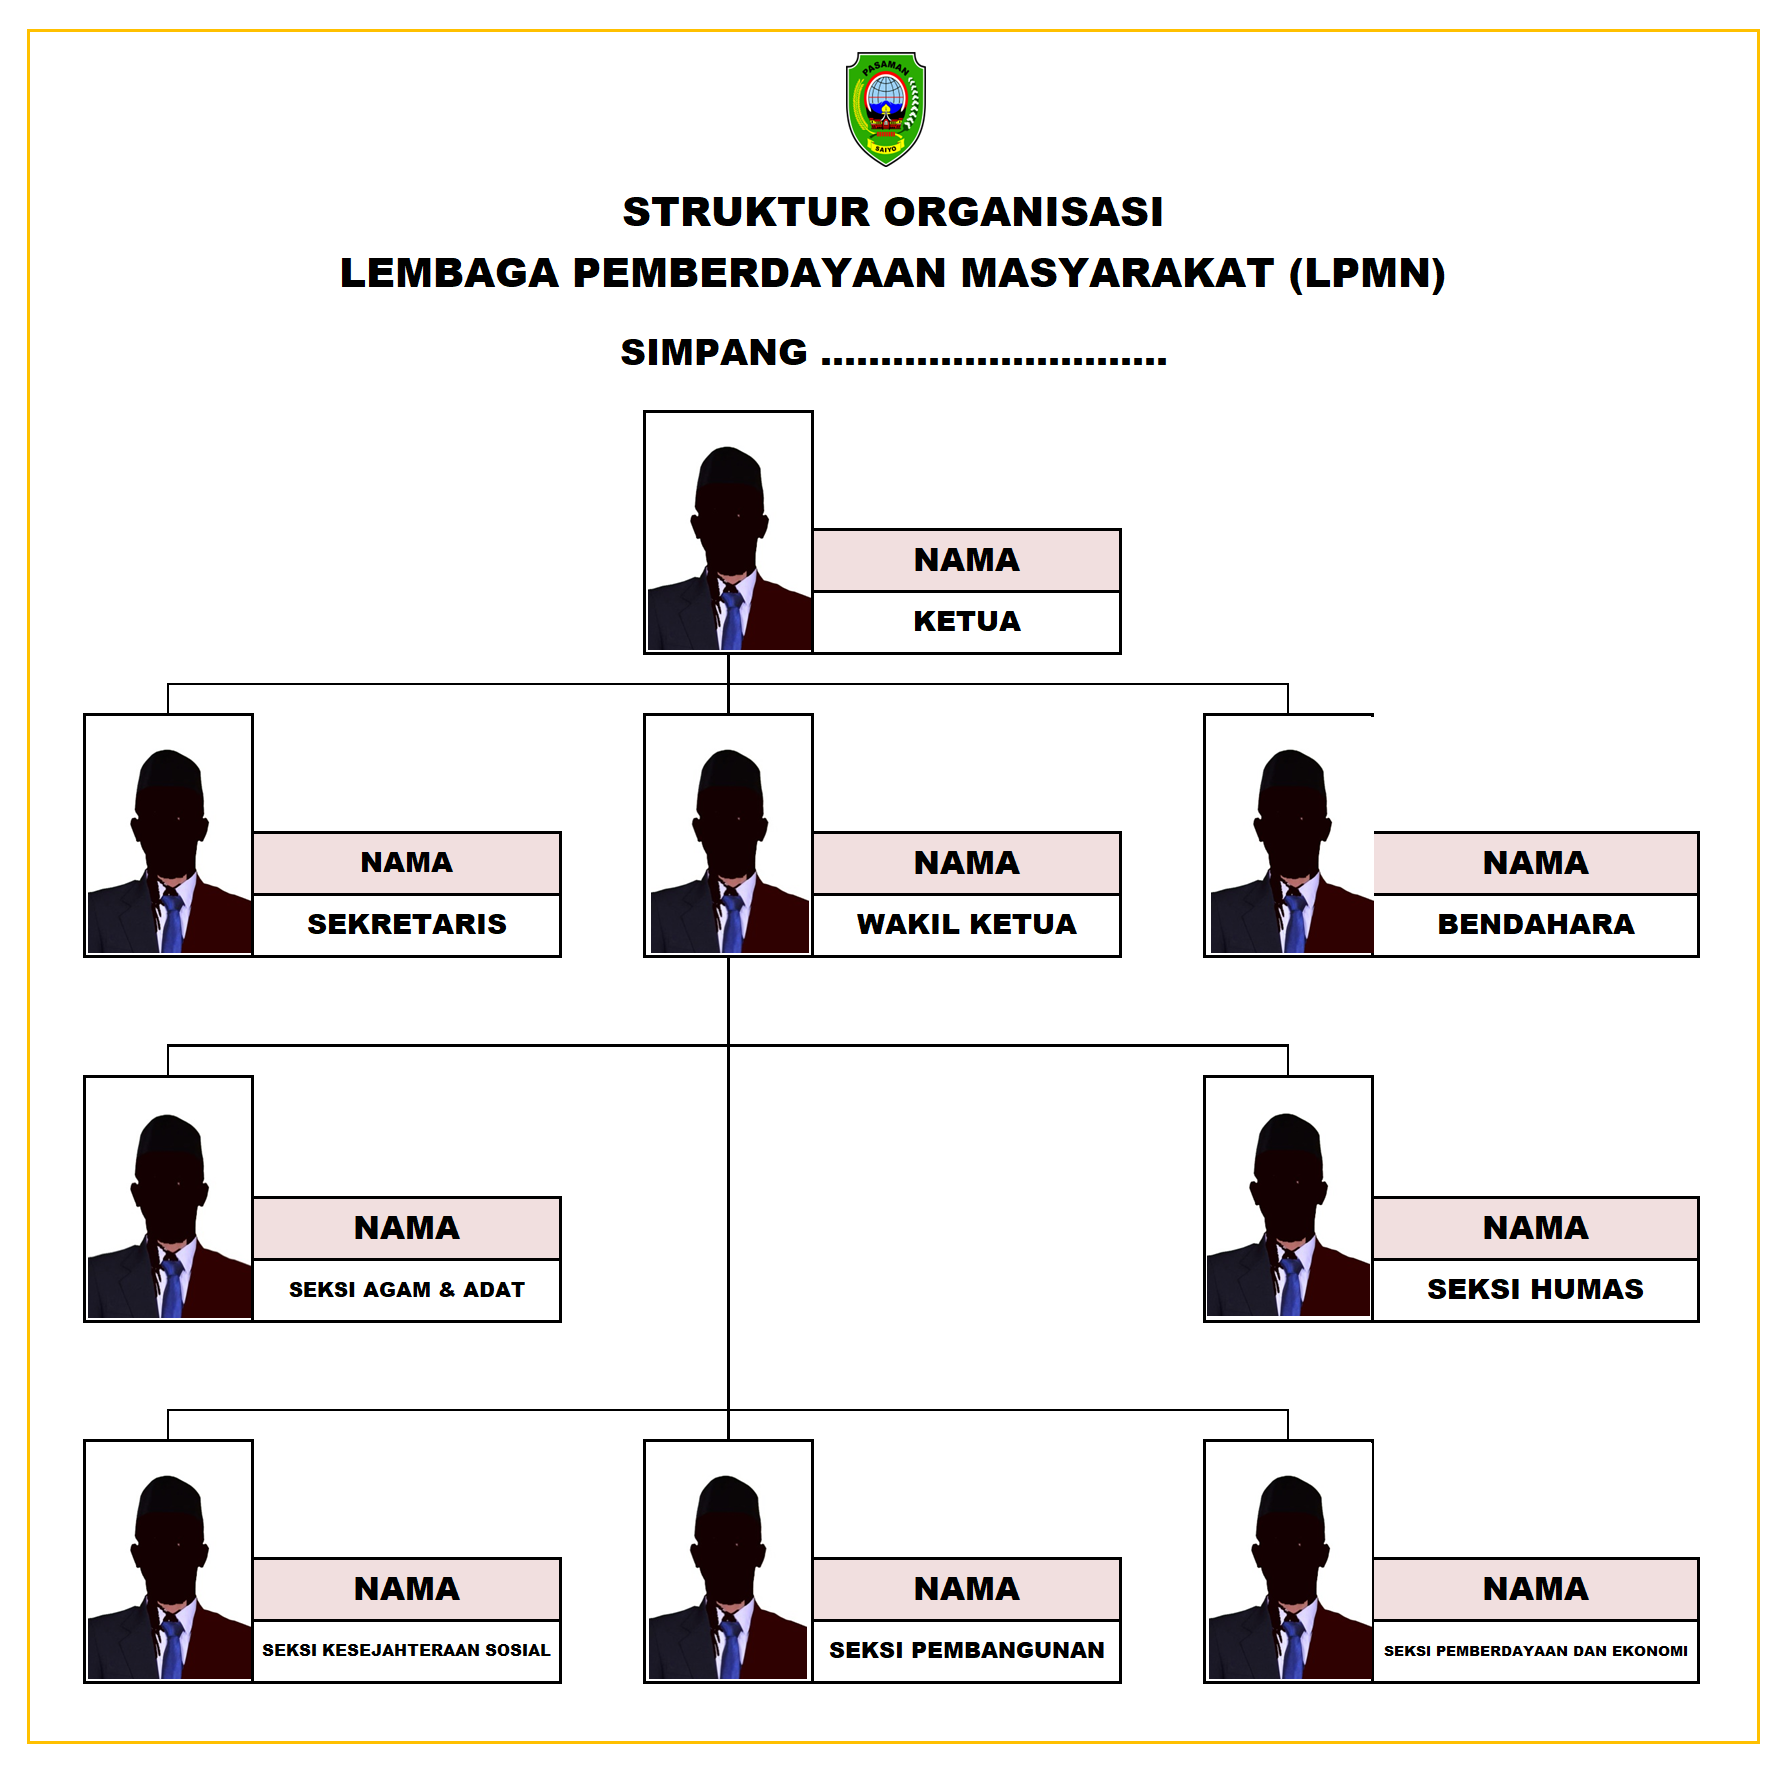 PASAMAN
SAIYO
STRUKTUR ORGANISASI
LEMBAGA PEMBERDAYAAN MASYARAKAT (LPMN)
SIMPANG .............................
NAMA
KETUA
NAMA
SEKRETARIS
NAMA
WAKIL KETUA
NAMA
BENDAHARA
NAMA
SEKSI AGAM & ADAT
NAMA
SEKSI HUMAS
NAMA
SEKSI KESEJAHTERAAN SOSIAL
NAMA
SEKSI PEMBANGUNAN
NAMA
SEKSI PEMBERDAYAAN DAN EKONOMI